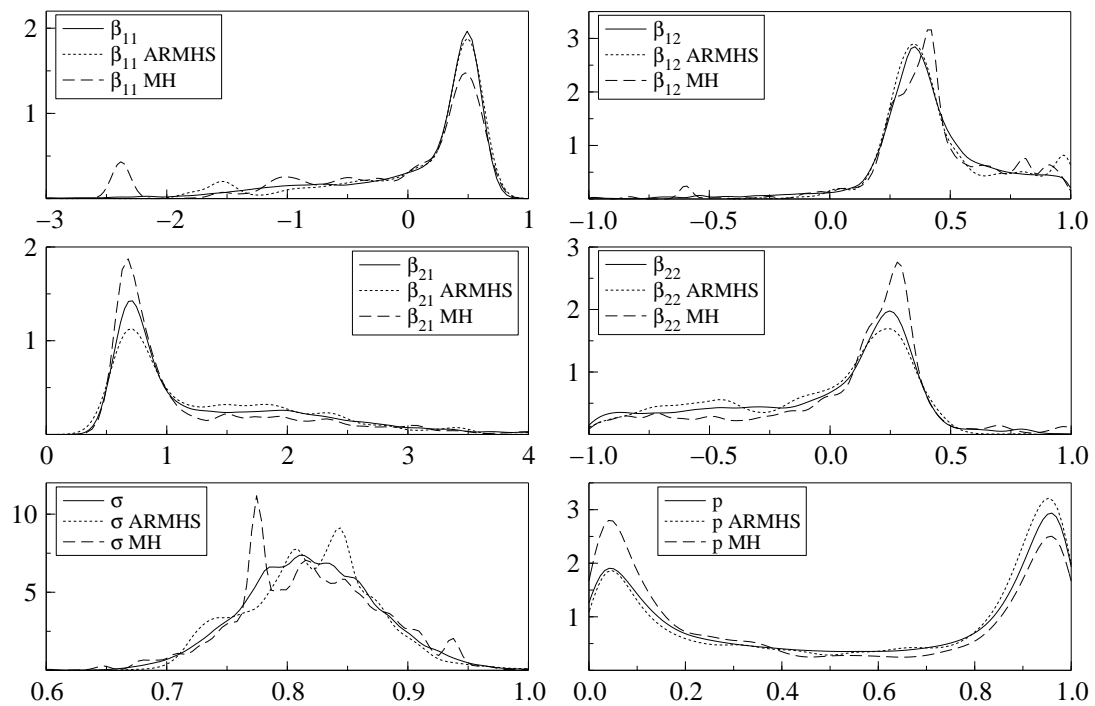 2
1
β11
β11 ARMHS
β11 MH
−3 −2 −1 0 1
3
2
1
β12
β12 ARMHS
β12 MH
−1.0 −0.5 0.0 0.5 1.0
2
1
β21
β21 ARMHS
β21 MH
0 1 2 3 4
3
2
1
β22
β22 ARMHS
β22 MH
−1.0 −0.5 0.0 0.5 1.0
10
5
σ
σ ARMHS
σ MH
0.6 0.7 0.8 0.9 1.0
3
2
1
p
p ARMHS
p MH
0.0 0.2 0.4 0.6 0.8 1.0